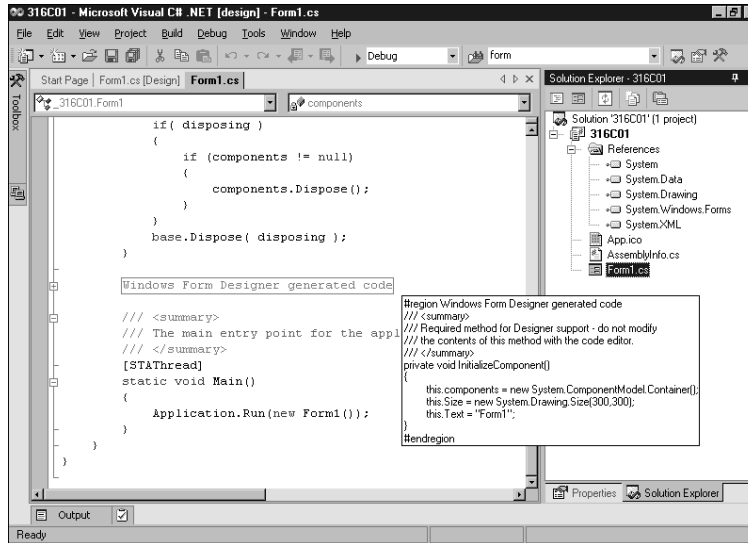 316C01 - Microsoft Visual C# .NET [design] - Form1.cs
File Edit View Project Build Debug Tools Window Help
Debug form
Toolbox
Start Page Form1.cs [Design] Form1.cs
_316C01.Form1 components
if( disposing )
{
if (components != null)
{
components.Dispose();
}
}
base.Dispose( disposing );
}
Windows Form Designer generated code
/// <summary>
/// The main entry point for the appl
/// </summary>
[STAThread]
static void Main()
{
Application.Run(new Form1());
}
}
}
#region Windows Form Designer generated code
/// <summary>
/// Required method for Designer support - do not modify
/// the contents of this method with the code editor.
/// </summary>
private void InitializeComponent()
{
this.components = new System.ComponentModel.Container();
this.Size = new System.Drawing.Size(300,300);
this.Text = "Form1";
}
#endregion
Solution Explorer - 316C01
Solution '316C01' (1 project)
316C01
References
System
System.Data
System.Drawing
System.Windows.Forms
System.XML
App.ico
AssemblyInfo.cs
Form1.cs
Properties Solution Explorer
Output
Ready